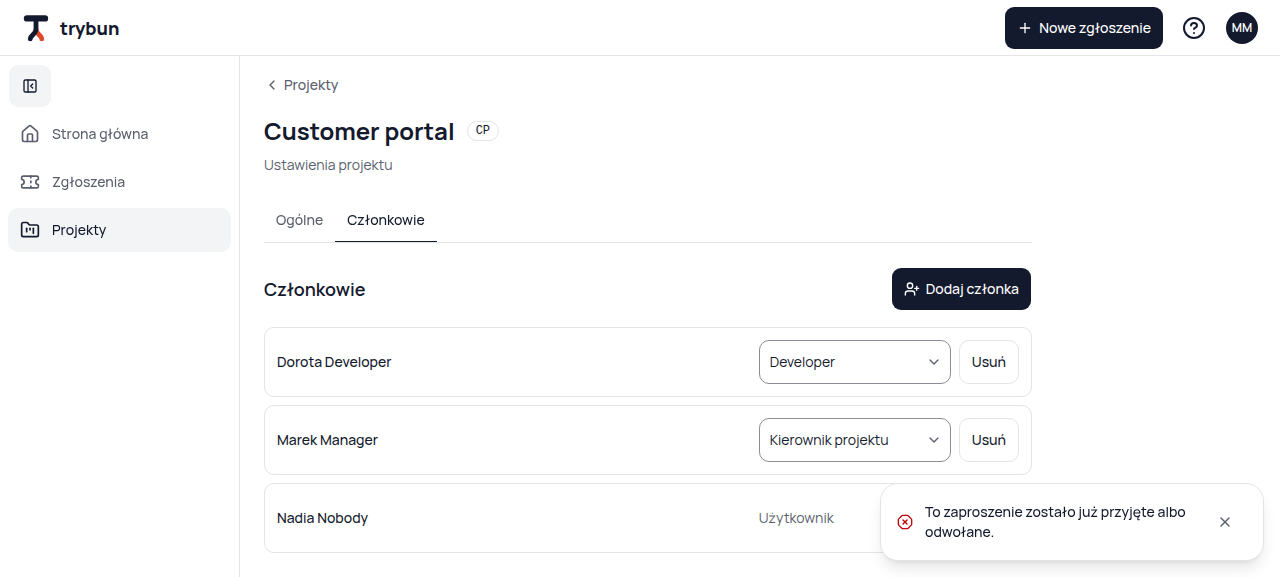 trybun
Nowe zgłoszenie
MM
Strona główna
Zgłoszenia
Projekty
Projekty
Customer portal
CP
Ustawienia projektu
Ogólne
Członkowie
Członkowie
Dodaj członka
Dorota Developer
Developer
Usuń
Marek Manager
Kierownik projektu
Usuń
Nadia Nobody
Użytkownik
To zaproszenie zostało już przyjęte albo
odwołane.